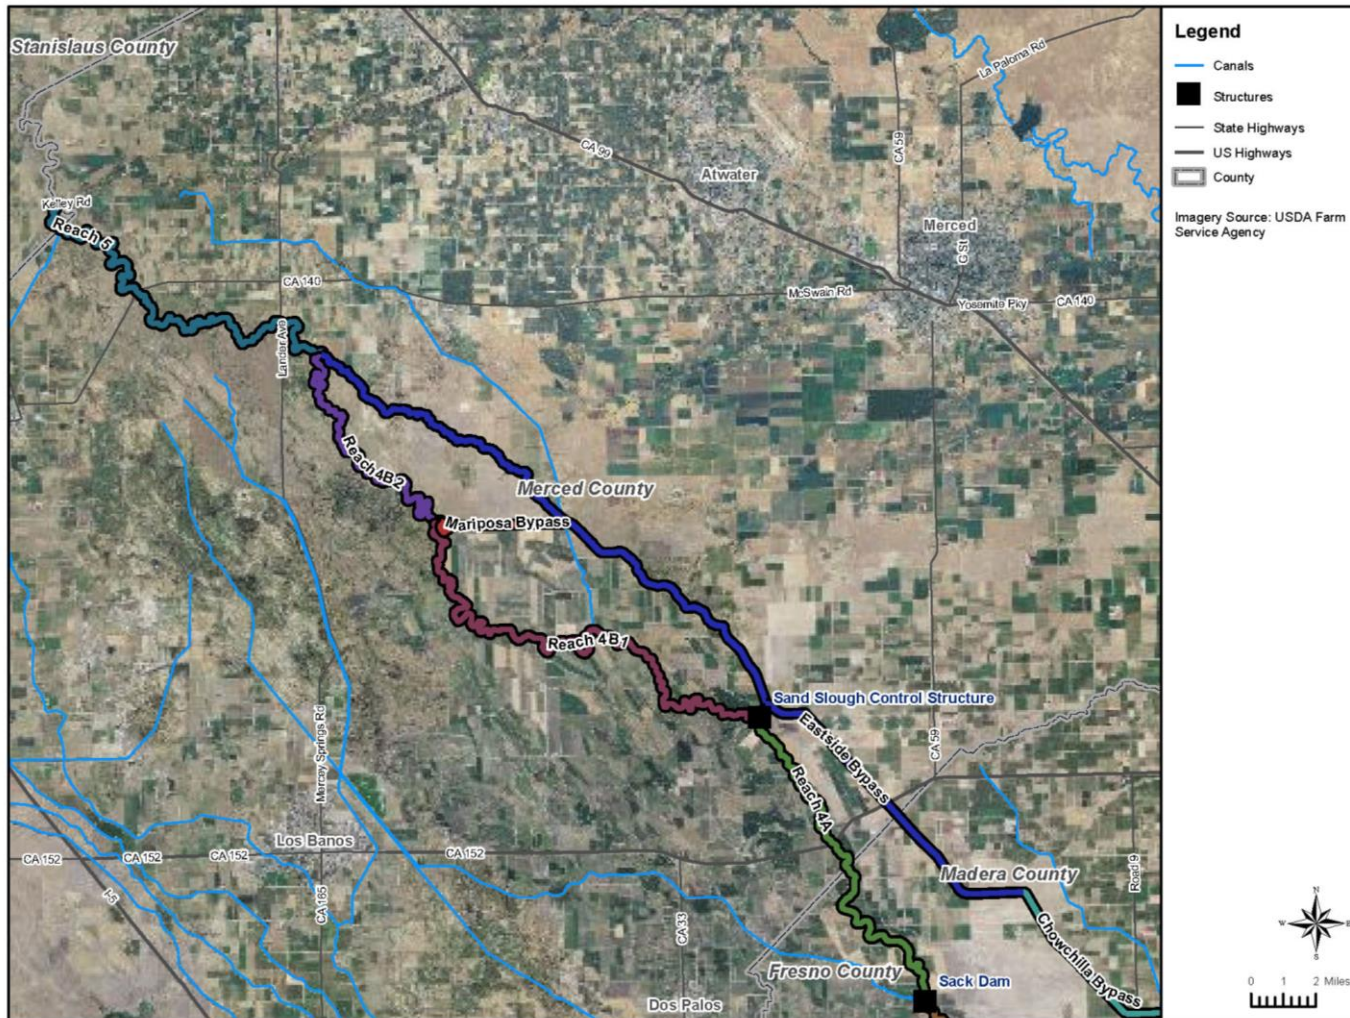 Stanislaus County
La Paloma Rd
CA 99
CA 59
Atwater
Kelley Rd
Reach 5
Merced
C St
CA 140
McSwain Rd
Yosemite Pky
CA 140
Lander Ave
Reach 4B2
Merced County
Mariposa Bypass
Reach 4B1
Sand Slough Control Structure
Eastside Bypass
CA 59
Mercey Springs Rd
Reach 4A
Los Banos
CA 152
CA 152
CA 152
CA 152
Madera County
Road 9
I-5
CA 165
CA 33
Chowchilla Bypass
Fresno County
Sack Dam
Dos Palos
Legend
Canals
Structures
State Highways
US Highways
County
Imagery Source: USDA Farm
Service Agency
N
W
E
S
0 1 2 Miles